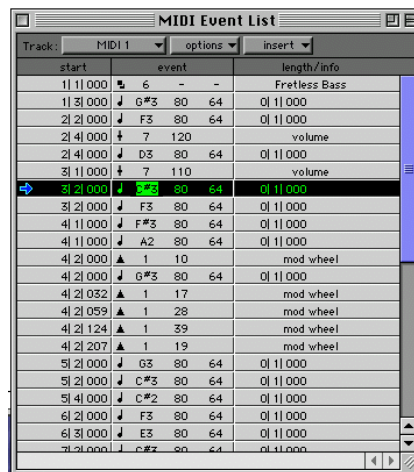 MIDI Event List
Track: MIDI 1 options insert
start event length/info
1| 1| 000 6 - - Fretless Bass
1| 3| 000 G#3 80 64 0| 1| 000
2| 2| 000 F3 80 64 0| 1| 000
2| 4| 000 7 120 volume
2| 4| 000 D3 80 64 0| 1| 000
3| 1| 000 7 110 volume
3| 2| 000 C#3 80 64 0| 1| 000
3| 2| 000 F3 80 64 0| 1| 000
4| 1| 000 F#3 80 64 0| 1| 000
4| 1| 000 A2 80 64 0| 1| 000
4| 2| 000 1 10 mod wheel
4| 2| 000 G#3 80 64 0| 1| 000
4| 2| 032 1 17 mod wheel
4| 2| 059 1 28 mod wheel
4| 2| 124 1 39 mod wheel
4| 2| 207 1 19 mod wheel
5| 2| 000 G3 80 64 0| 1| 000
5| 2| 000 C#3 80 64 0| 1| 000
5| 4| 000 C#2 80 64 0| 1| 000
6| 2| 000 F3 80 64 0| 1| 000
6| 3| 000 E3 80 64 0| 1| 000
7| 2| 000 C#3 80 64 0| 1| 000